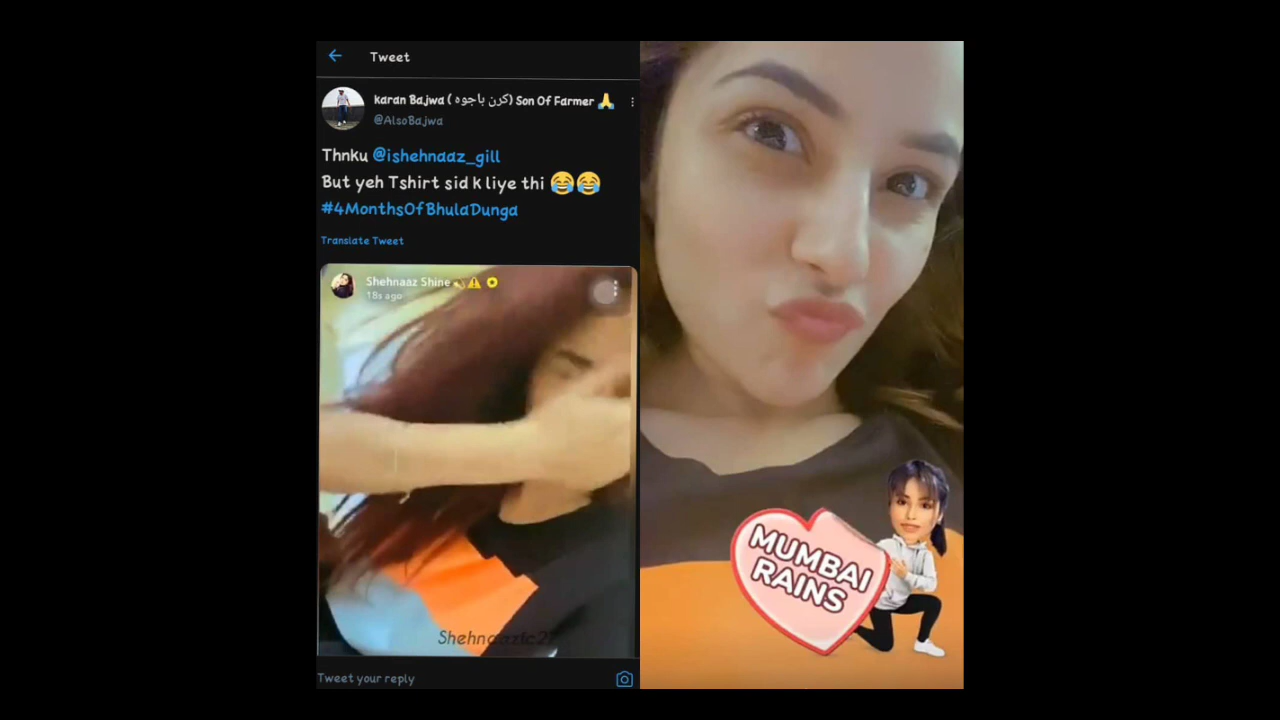 Tweet
karan Bajwa ( کرن باجوه) Son Of Farmer 🙏
@AlsoBajwa
Thnku @ishehnaaz_gill
But yeh Tshirt sid k liye thi 😂😂
#4MonthsOfBhulaDunga
Translate Tweet
Shehnaaz Shine
18s ago
Tweet your reply
MUMBAI
RAINS